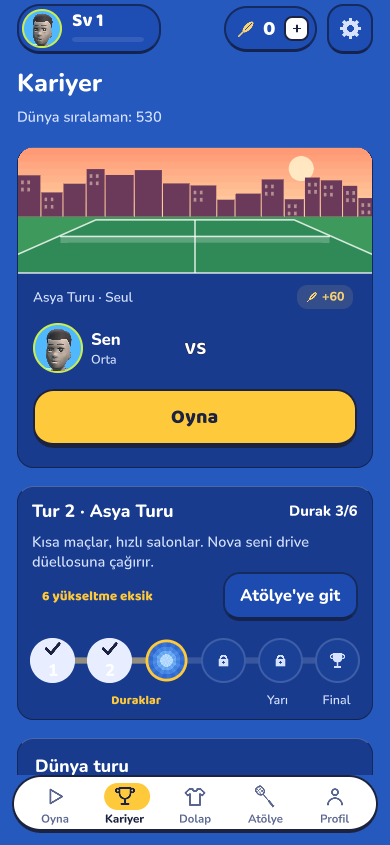 Sv 1
0
+
Kariyer
Dünya sıralaman: 530
Asya Turu · Seul
+60
Sen
Orta
VS
Oyna
Tur 2 · Asya Turu
Durak 3/6
Kısa maçlar, hızlı salonlar. Nova seni drive
düellosuna çağırır.
6 yükseltme eksik
Atölye'ye git
1
2
Duraklar
Yarı
Final
Dünya turu
Oyna
Kariyer
Dolap
Atölye
Profil